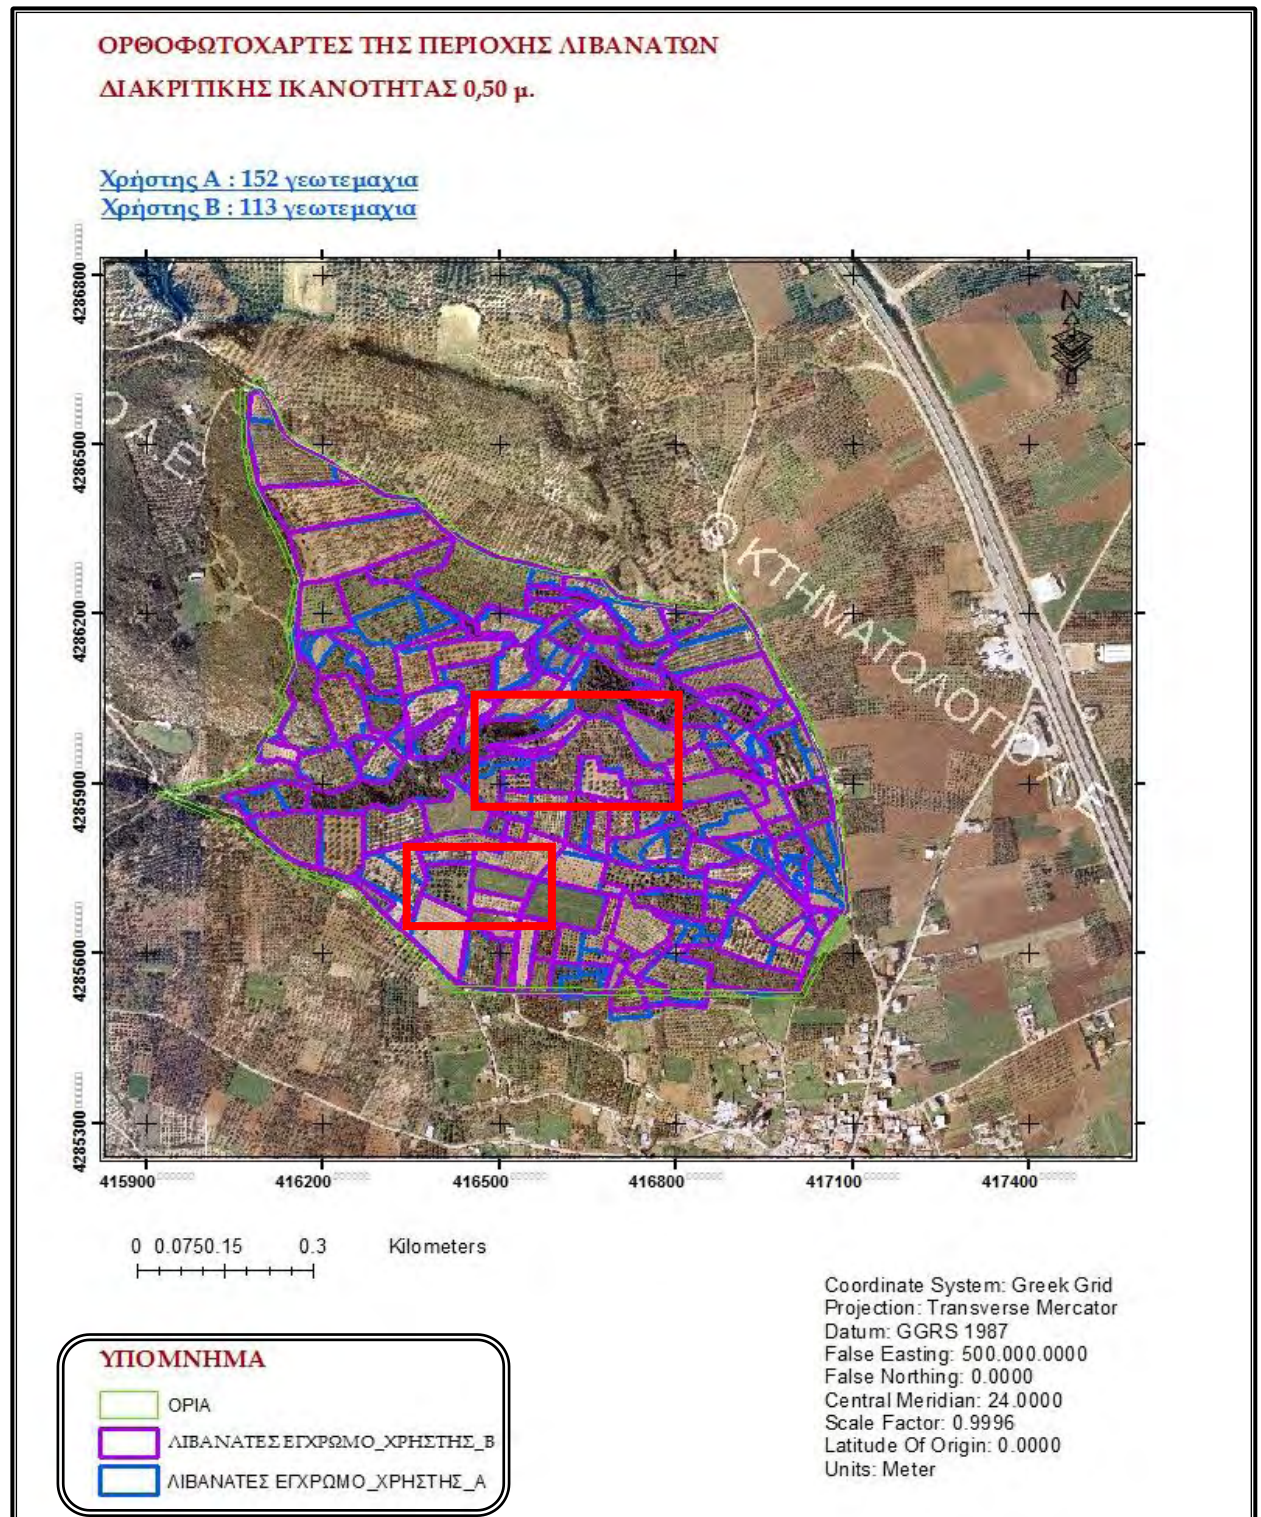 ΟΡΘΟΦΩΤΟΧΑΡΤΕΣ ΤΗΣ ΠΕΡΙΟΧΗΣ ΛΙΒΑΝΑΤΩΝ
ΔΙΑΚΡΙΤΙΚΗΣ ΙΚΑΝΟΤΗΤΑΣ 0,50 μ.
Χρήστης Α : 152 γεωτεμαχια
Χρήστης Β : 113 γεωτεμαχια
4286800
4286500
4286200
4285900
4285600
4285300
N
© ΚΤΗΜΑΤΟΛΟΓΙΟ Α
415900 416200 416500 416800 417100 417400
0 0.0750.15 0.3 Kilometers
Coordinate System: Greek Grid
Projection: Transverse Mercator
Datum: GGRS 1987
False Easting: 500.000.0000
False Northing: 0.0000
Central Meridian: 24.0000
Scale Factor: 0.9996
Latitude Of Origin: 0.0000
Units: Meter
ΥΠΟΜΝΗΜΑ
ΟΡΙΑ
ΛΙΒΑΝΑΤΕΣ ΕΓΧΡΩΜΟ_ΧΡΗΣΤΗΣ_Β
ΛΙΒΑΝΑΤΕΣ ΕΓΧΡΩΜΟ_ΧΡΗΣΤΗΣ_Α